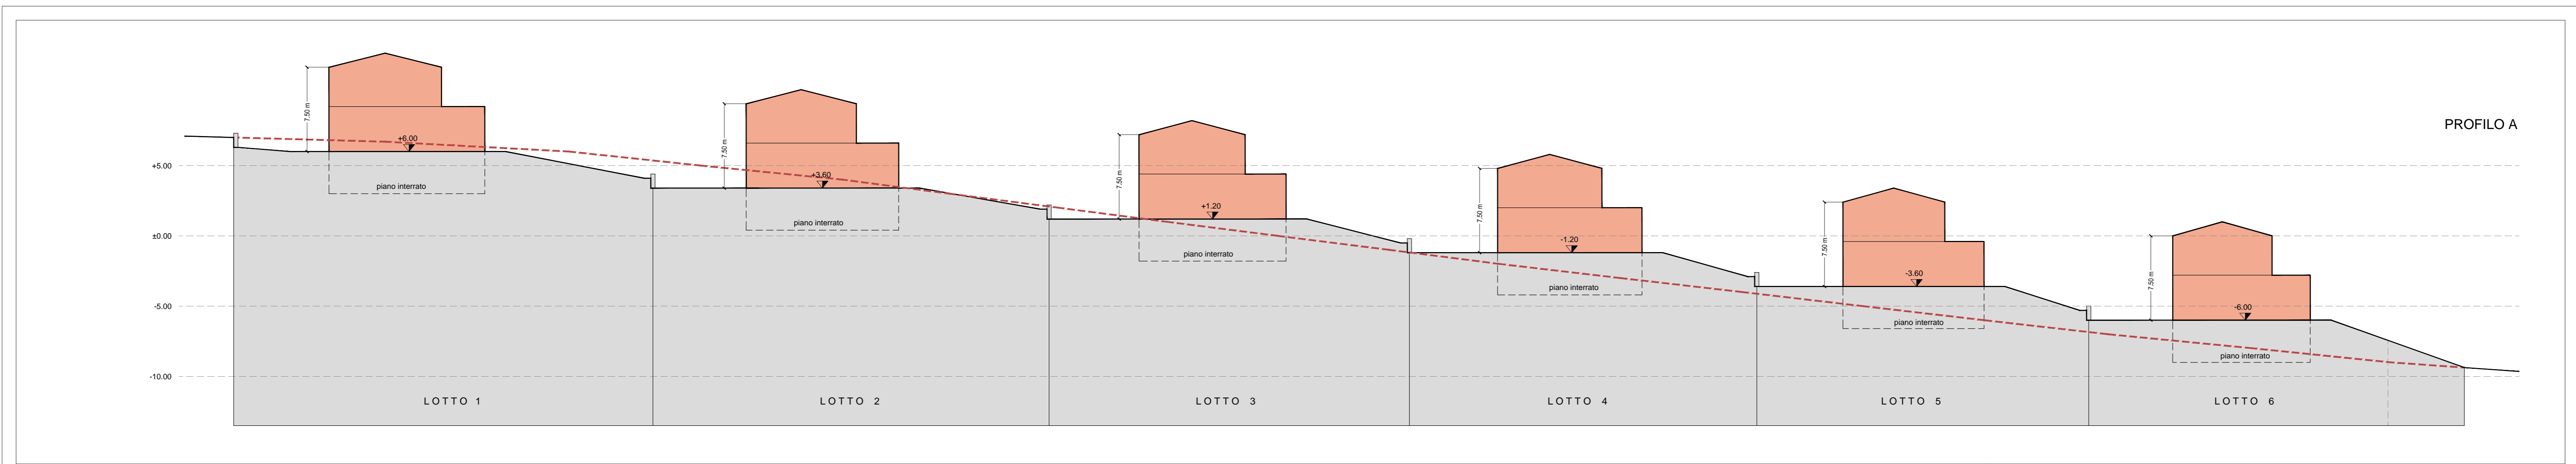 PROFILO A
7.50 m
+6.00
piano interrato
7.50 m
+3.60
piano interrato
7.50 m
+1.20
piano interrato
7.50 m
-1.20
piano interrato
7.50 m
-3.60
piano interrato
7.50 m
-6.00
piano interrato
+5.00
±0.00
-5.00
-10.00
LOTTO 1
LOTTO 2
LOTTO 3
LOTTO 4
LOTTO 5
LOTTO 6